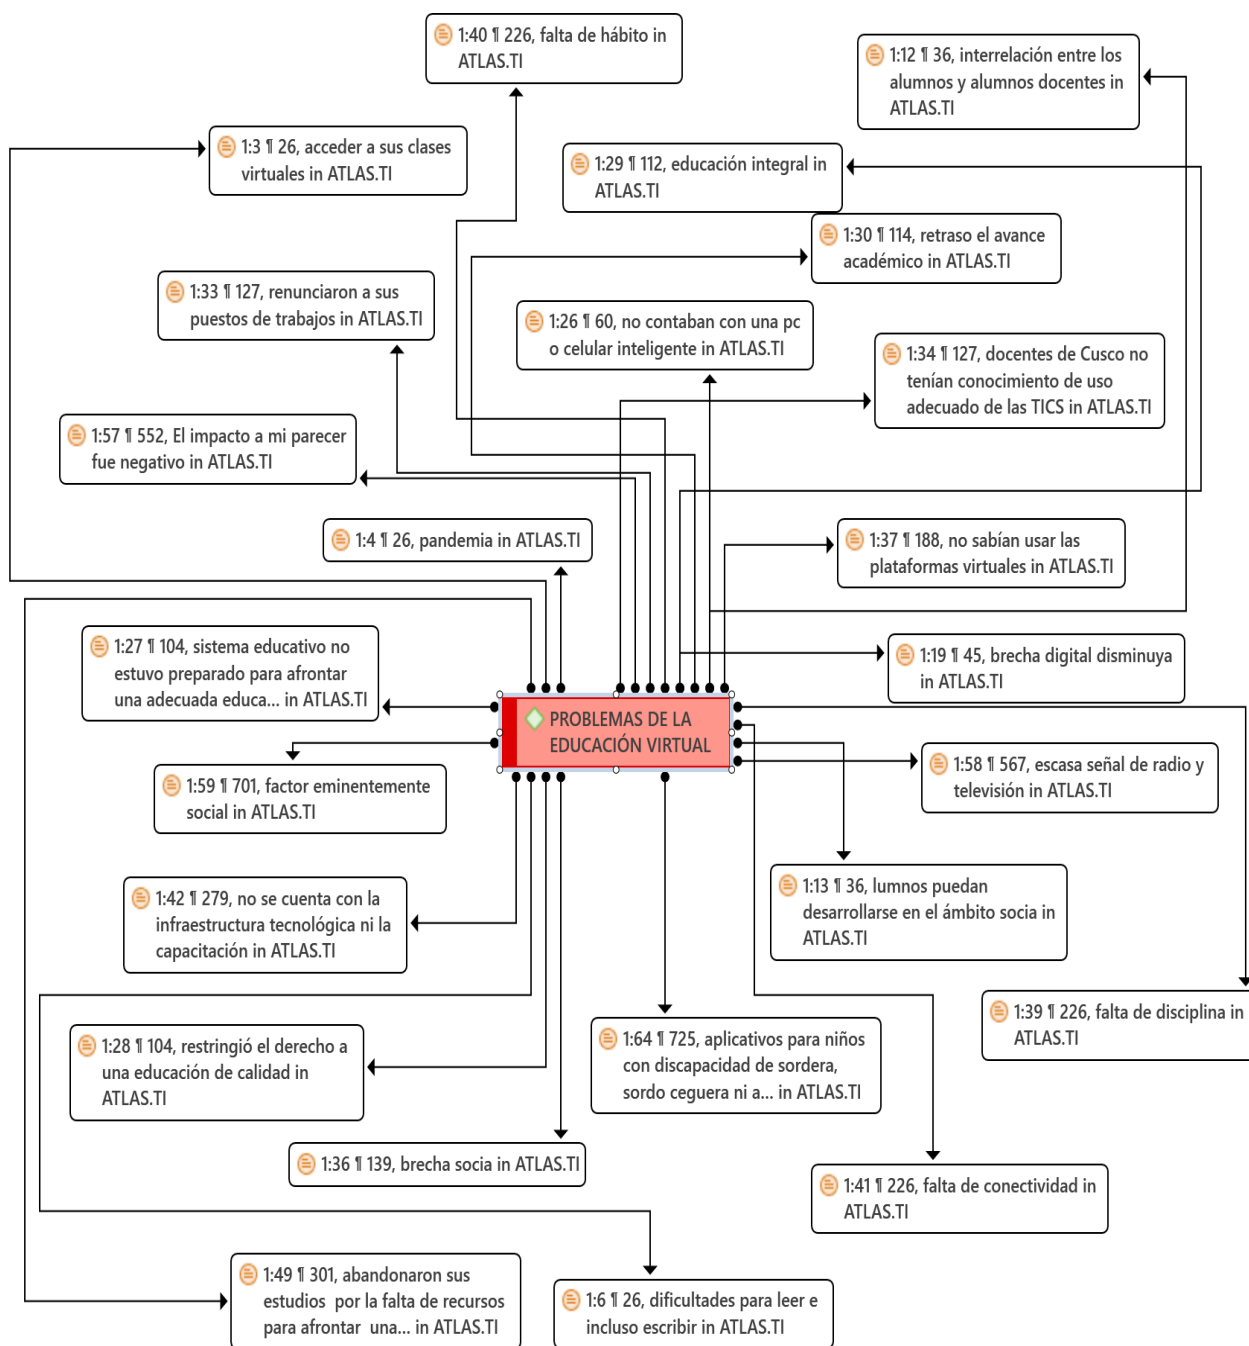 1:40 ¶ 226, falta de hábito in
ATLAS.TI
1:12 ¶ 36, interrelación entre los
alumnos y alumnos docentes in
ATLAS.TI
1:3 ¶ 26, acceder a sus clases
virtuales in ATLAS.TI
1:29 ¶ 112, educación integral in
ATLAS.TI
1:30 ¶ 114, retraso el avance
académico in ATLAS.TI
1:33 ¶ 127, renunciaron a sus
puestos de trabajos in ATLAS.TI
1:26 ¶ 60, no contaban con una pc
o celular inteligente in ATLAS.TI
1:34 ¶ 127, docentes de Cusco no
tenían conocimiento de uso
adecuado de las TICS in ATLAS.TI
1:57 ¶ 552, El impacto a mi parecer
fue negativo in ATLAS.TI
1:4 ¶ 26, pandemia in ATLAS.TI
1:37 ¶ 188, no sabían usar las
plataformas virtuales in ATLAS.TI
1:27 ¶ 104, sistema educativo no
estuvo preparado para afrontar
una adecuada educa... in ATLAS.TI
1:19 ¶ 45, brecha digital disminuya
in ATLAS.TI
PROBLEMAS DE LA
EDUCACIÓN VIRTUAL
1:59 ¶ 701, factor eminentemente
social in ATLAS.TI
1:58 ¶ 567, escasa señal de radio y
televisión in ATLAS.TI
1:42 ¶ 279, no se cuenta con la
infraestructura tecnológica ni la
capacitación in ATLAS.TI
1:13 ¶ 36, lumnos puedan
desarrollarse en el ámbito socia in
ATLAS.TI
1:39 ¶ 226, falta de disciplina in
ATLAS.TI
1:28 ¶ 104, restringió el derecho a
una educación de calidad in
ATLAS.TI
1:64 ¶ 725, aplicativos para niños
con discapacidad de sordera,
sordo ceguera ni a... in ATLAS.TI
1:36 ¶ 139, brecha socia in ATLAS.TI
1:41 ¶ 226, falta de conectividad in
ATLAS.TI
1:49 ¶ 301, abandonaron sus
estudios  por la falta de recursos
para afrontar  una... in ATLAS.TI
1:6 ¶ 26, dificultades para leer e
incluso escribir in ATLAS.TI